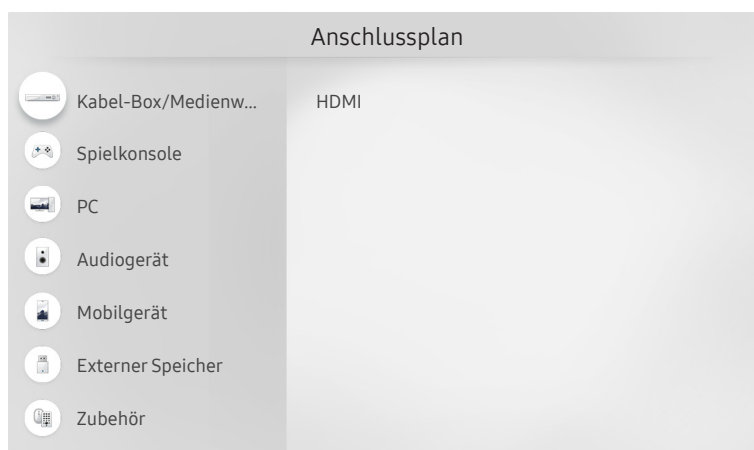 Anschlussplan
Kabel-Box/Medienw...
HDMI
Spielkonsole
PC
Audiogerät
Mobilgerät
Externer Speicher
Zubehör